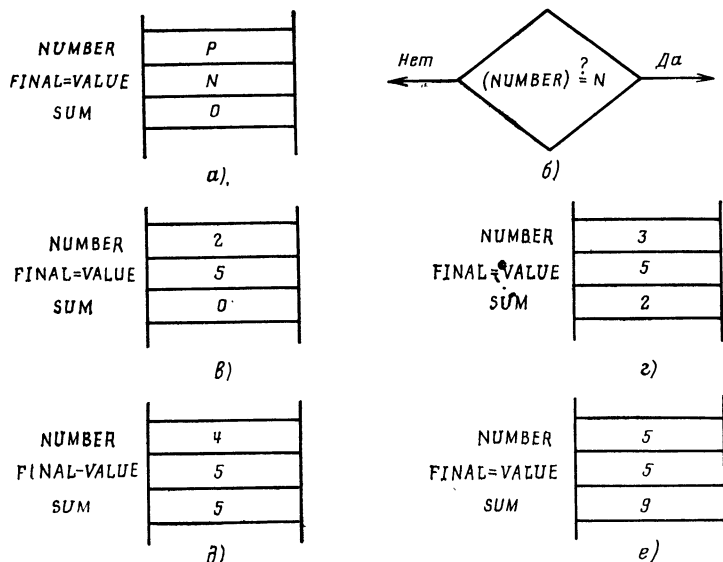 NUMBER P
FINAL=VALUE N
SUM 0
а),
Нет
(NUMBER) ≟ N
Да
б)
NUMBER 2
FINAL=VALUE 5
SUM 0
в)
NUMBER 3
FINAL=VALUE 5
SUM 2
г)
NUMBER 4
FINAL-VALUE 5
SUM 5
д)
NUMBER 5
FINAL=VALUE 5
SUM 9
е)